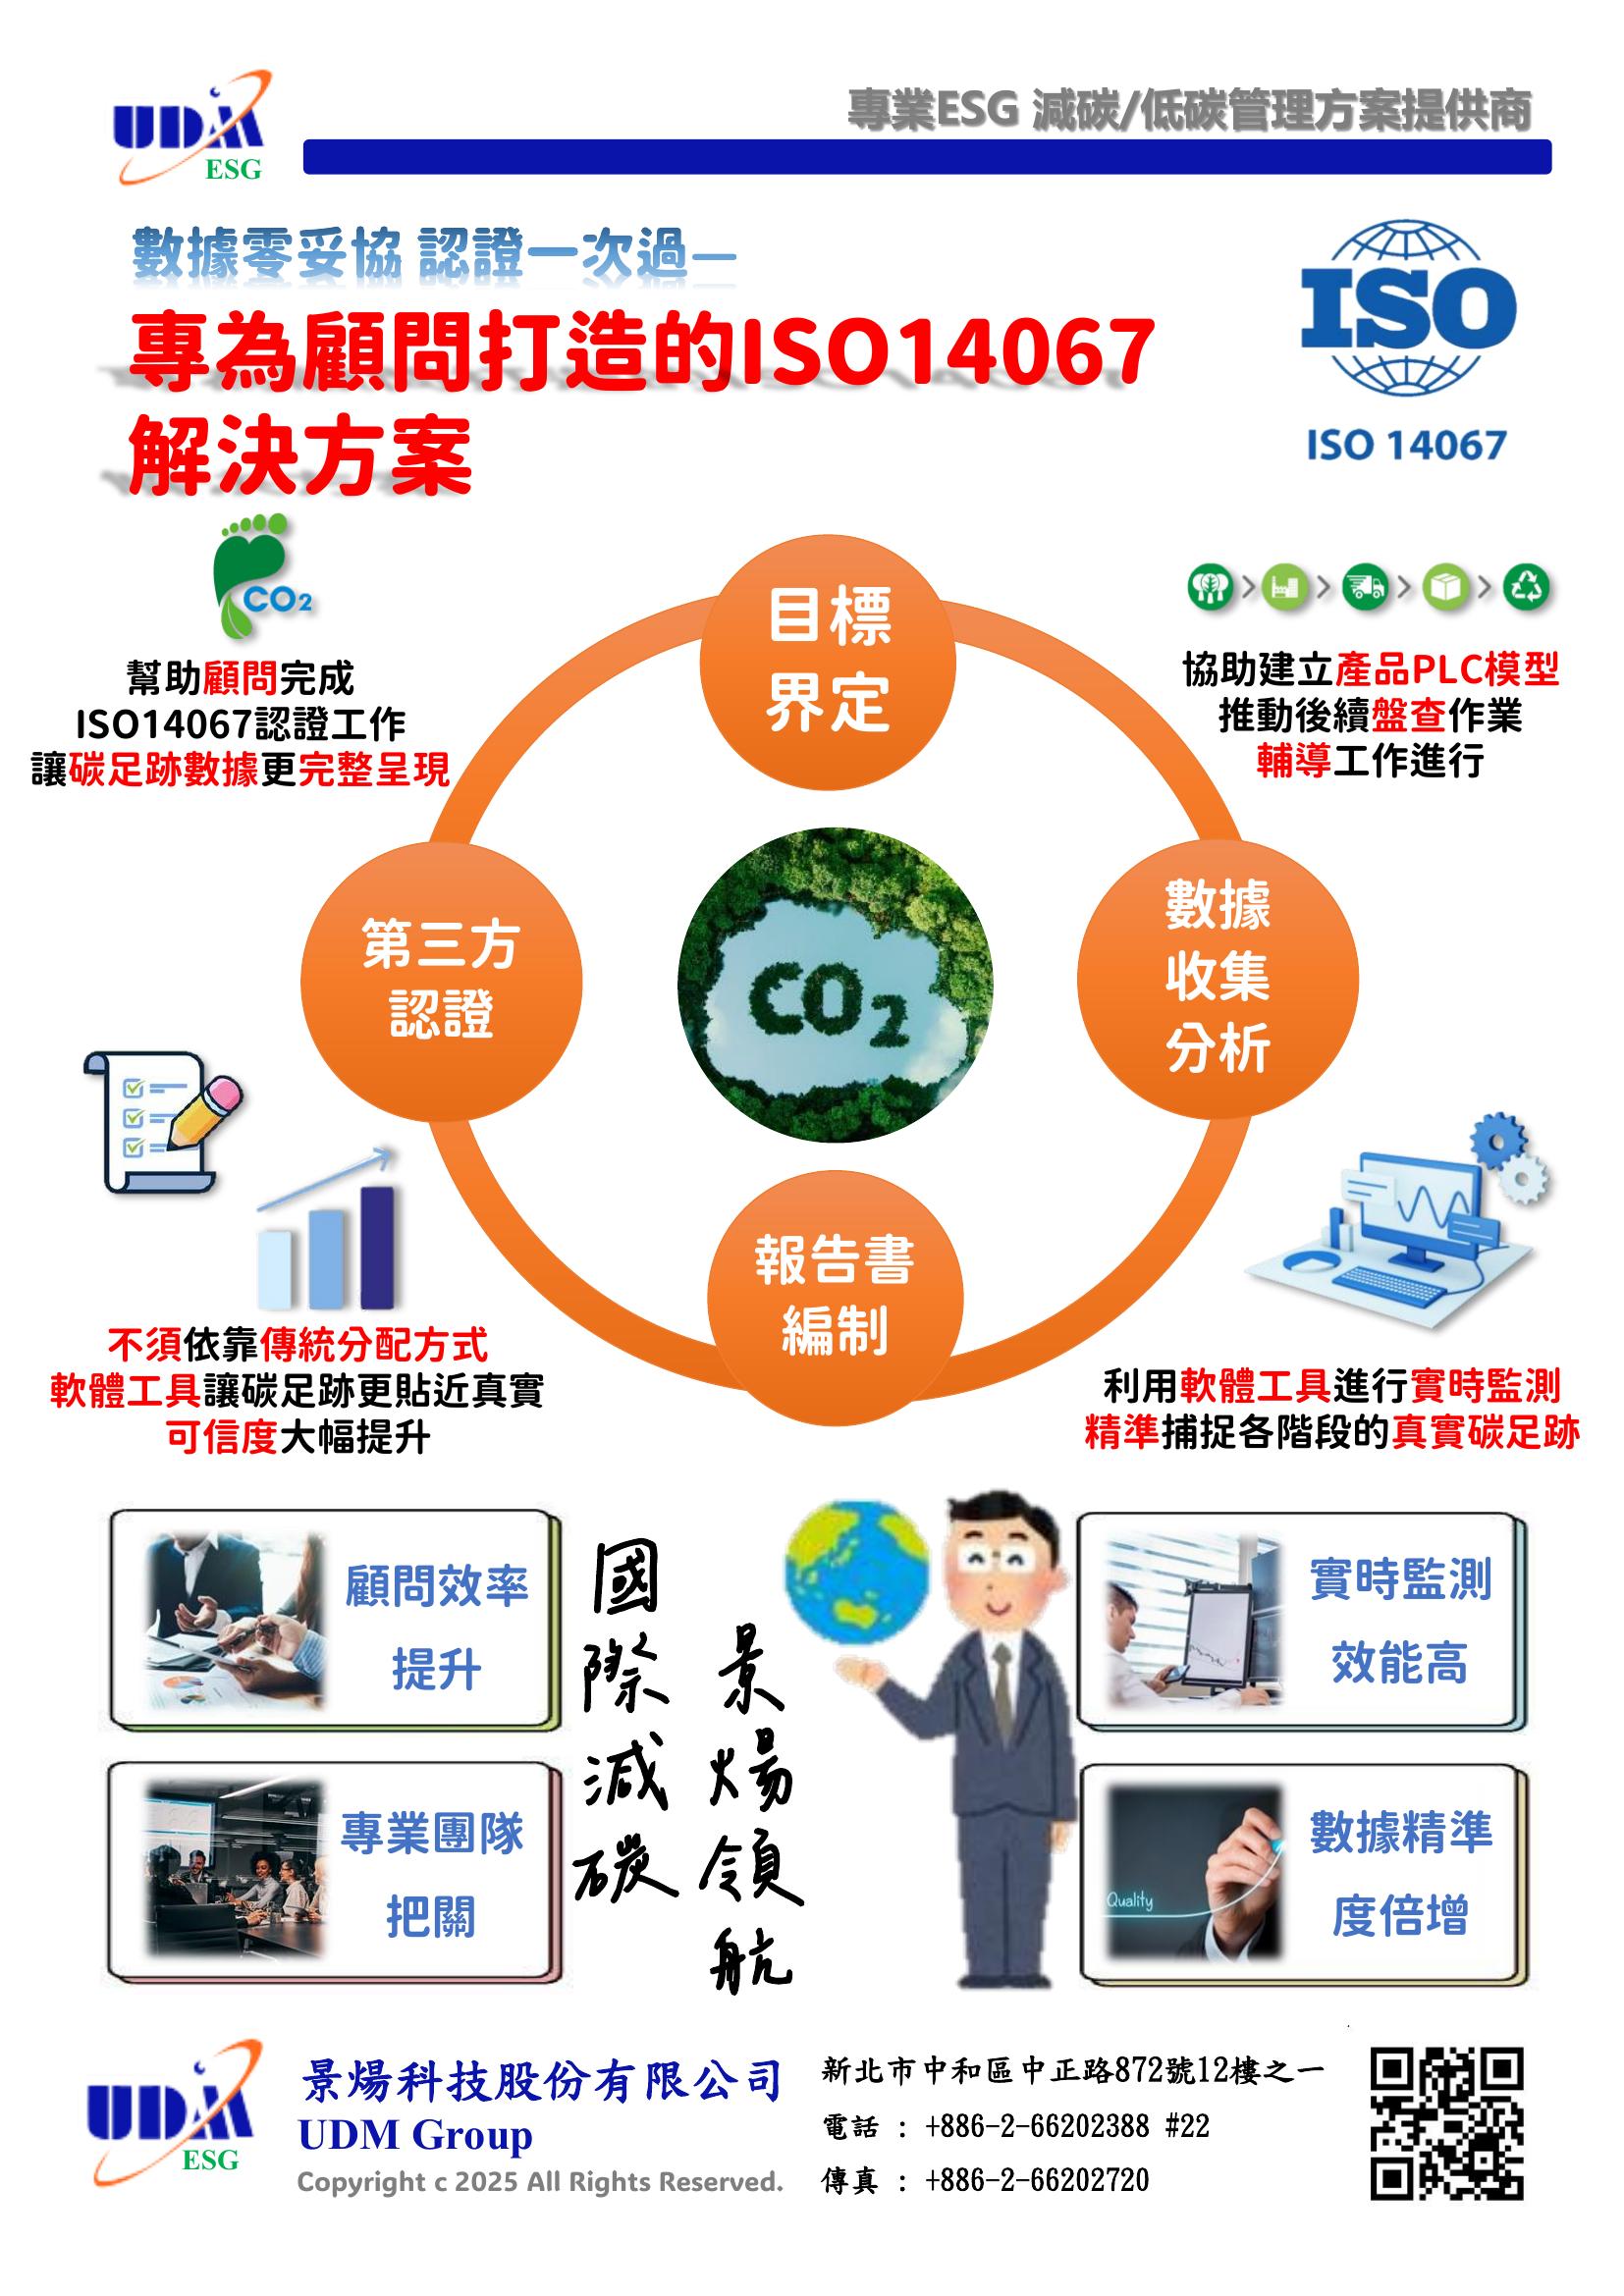 UDM
ESG
專業ESG 減碳/低碳管理方案提供商
數據零妥協 認證一次過—
專為顧問打造的ISO14067
解決方案
ISO
ISO 14067
CO2
幫助顧問完成
ISO14067認證工作
讓碳足跡數據更完整呈現
協助建立產品PLC模型
推動後續盤查作業
輔導工作進行
目標
界定
第三方
認證
CO2
數據
收集
分析
報告書
編制
不須依靠傳統分配方式
軟體工具讓碳足跡更貼近真實
可信度大幅提升
利用軟體工具進行實時監測
精準捕捉各階段的真實碳足跡
顧問效率
提升
專業團隊
把關
景煬領航
國際減碳
實時監測
效能高
Quality
數據精準
度倍增
UDM
ESG
景煬科技股份有限公司
UDM Group
Copyright c 2025 All Rights Reserved.
新北市中和區中正路872號12樓之一
電話 : +886-2-66202388 #22
傳真 : +886-2-66202720